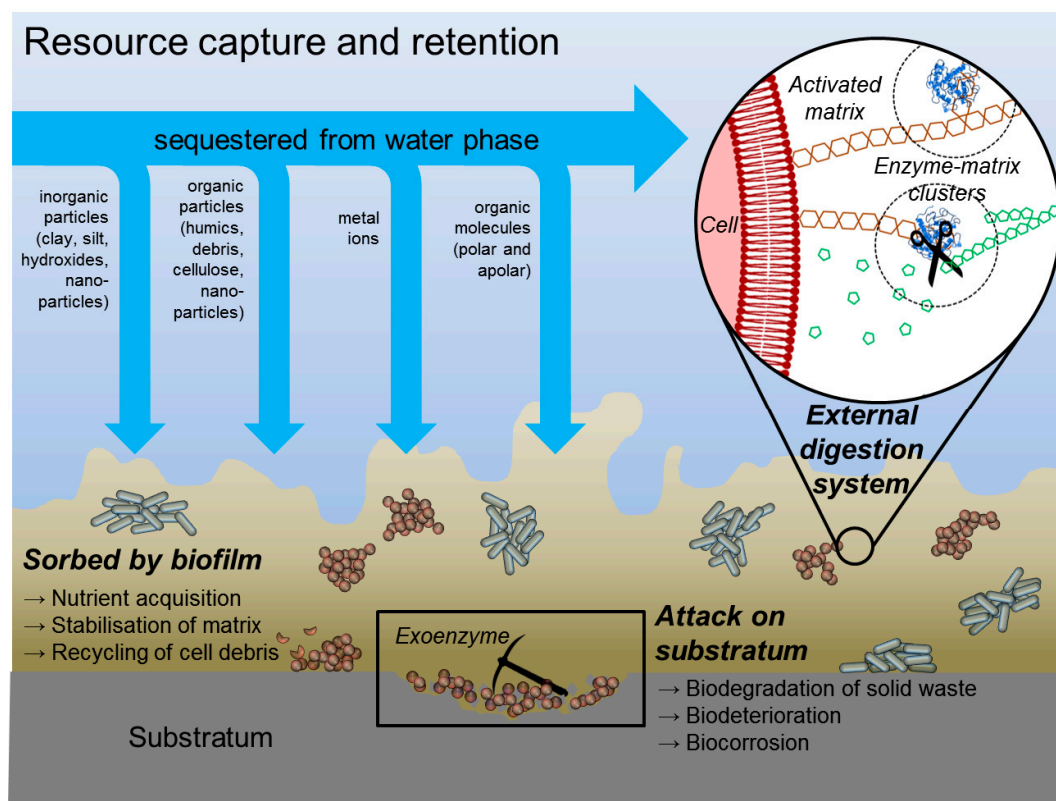 Resource capture and retention
sequestered from water phase
inorganic
particles
(clay, silt,
hydroxides,
nano-
particles)
organic
particles
(humics,
debris,
cellulose,
nano-
particles)
metal
ions
organic
molecules
(polar and
apolar)
Activated
matrix
Enzyme-matrix
clusters
Cell
External
digestion
system
Sorbed by biofilm
→ Nutrient acquisition
→ Stabilisation of matrix
→ Recycling of cell debris
Exoenzyme
Attack on
substratum
→ Biodegradation of solid waste
→ Biodeterioration
→ Biocorrosion
Substratum